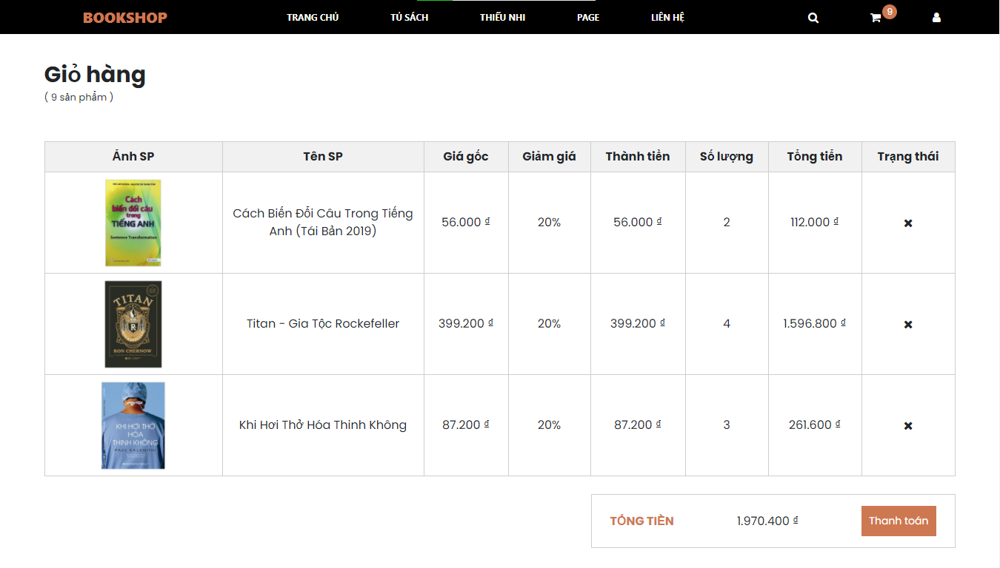 BOOKSHOP TRANG CHỦ TỦ SÁCH THIẾU NHI PAGE LIÊN HỆ 9
Giỏ hàng
( 9 sản phẩm )
Ảnh SP Tên SP Giá gốc Giảm giá Thành tiền Số lượng Tổng tiền Trạng thái
Cách
biến đổi câu
trong
TIẾNG ANH
Sentence Transformation
Cách Biến Đổi Câu Trong Tiếng
Anh (Tái Bản 2019)
56.000 ₫ 20% 56.000 ₫ 2 112.000 ₫ ✖
TITAN
R
RON CHERNOW
Titan - Gia Tộc Rockefeller 399.200 ₫ 20% 399.200 ₫ 4 1.596.800 ₫ ✖
KHI HƠI THỞ
HÓA
THINH KHÔNG
PAUL KALANITHI
Khi Hơi Thở Hóa Thinh Không 87.200 ₫ 20% 87.200 ₫ 3 261.600 ₫ ✖
TỔNG TIỀN 1.970.400 ₫ Thanh toán